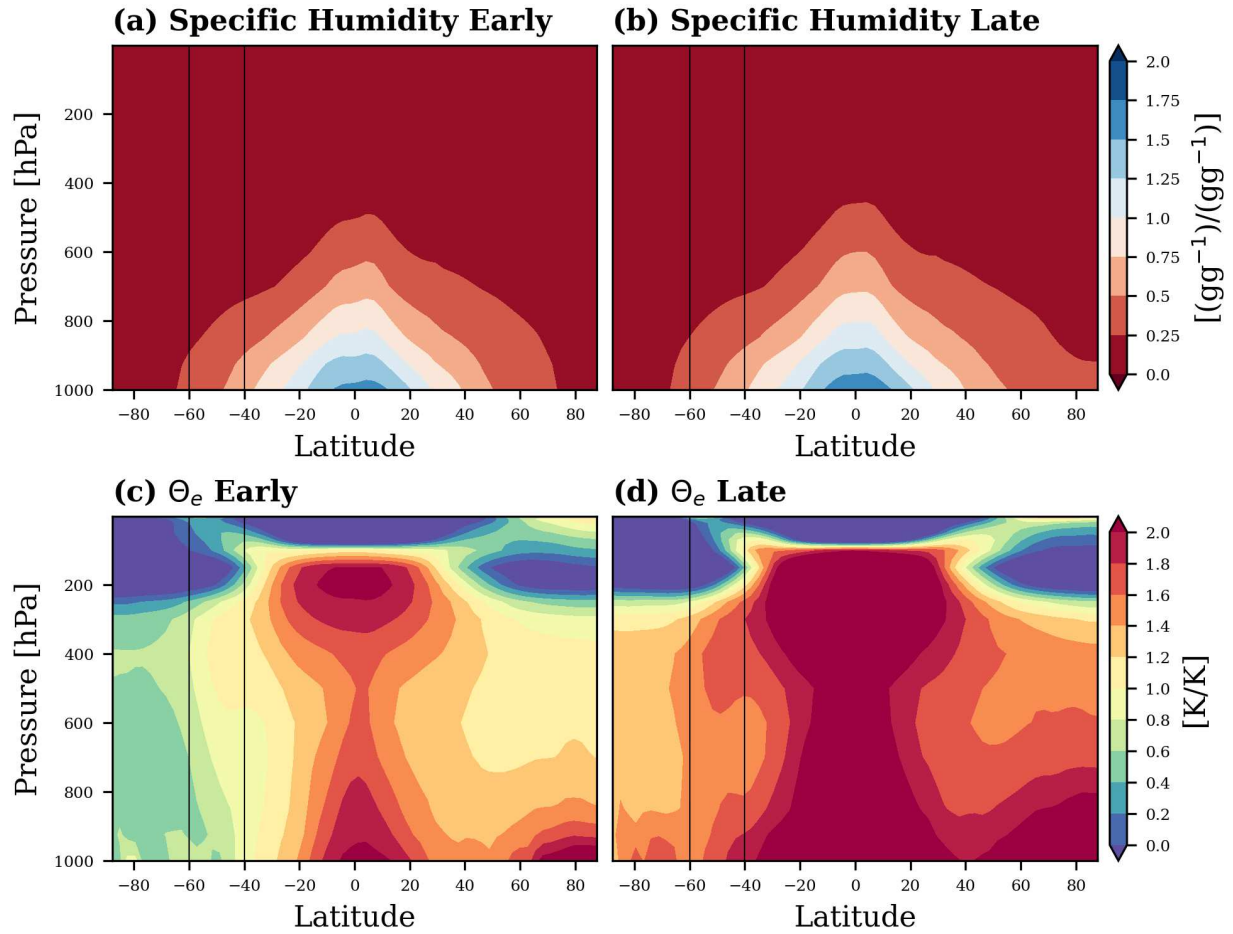 (a) Specific Humidity Early
(b) Specific Humidity Late
Pressure [hPa]
200
400
600
800
1000
−80 −60 −40 −20 0 20 40 60 80
Latitude
−80 −60 −40 −20 0 20 40 60 80
Latitude
2.0
1.75
1.5
1.25
1.0
0.75
0.5
0.25
0.0
[(gg⁻¹)/(gg⁻¹)]
(c) Θₑ Early
(d) Θₑ Late
Pressure [hPa]
200
400
600
800
1000
−80 −60 −40 −20 0 20 40 60 80
Latitude
−80 −60 −40 −20 0 20 40 60 80
Latitude
2.0
1.8
1.6
1.4
1.2
1.0
0.8
0.6
0.4
0.2
0.0
[K/K]